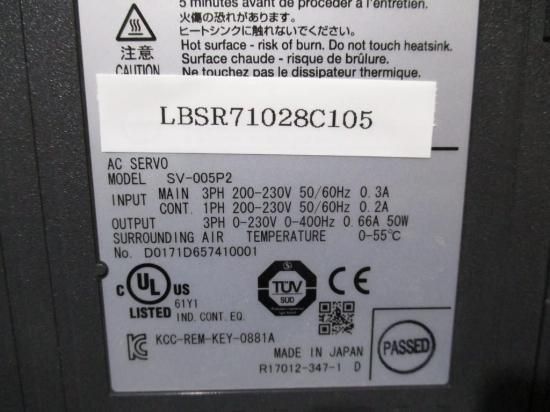 5 minutes avant de procéder à l'entretien.
火傷の恐れがあります。
ヒートシンクに触れないでください。
注意
CAUTION
Hot surface - risk of burn. Do not touch heatsink.
Surface chaude - risque de brûlure.
Ne touchez pas le dissipateur thermique.
LBSR71028C105
AC SERVO
MODEL SV-005P2
INPUT MAIN 3PH 200-230V 50/60Hz 0.3A
CONT. 1PH 200-230V 50/60Hz 0.2A
OUTPUT 3PH 0-230V 0-400Hz 0.66A 50W
SURROUNDING AIR TEMPERATURE 0-55℃
No. D0171D657410001
C UL US
LISTED 61Y1
IND. CONT. EQ.
TÜV
SÜD
CE
KCC-REM-KEY-0881A
MADE IN JAPAN
R17012-347-1 D
PASSED